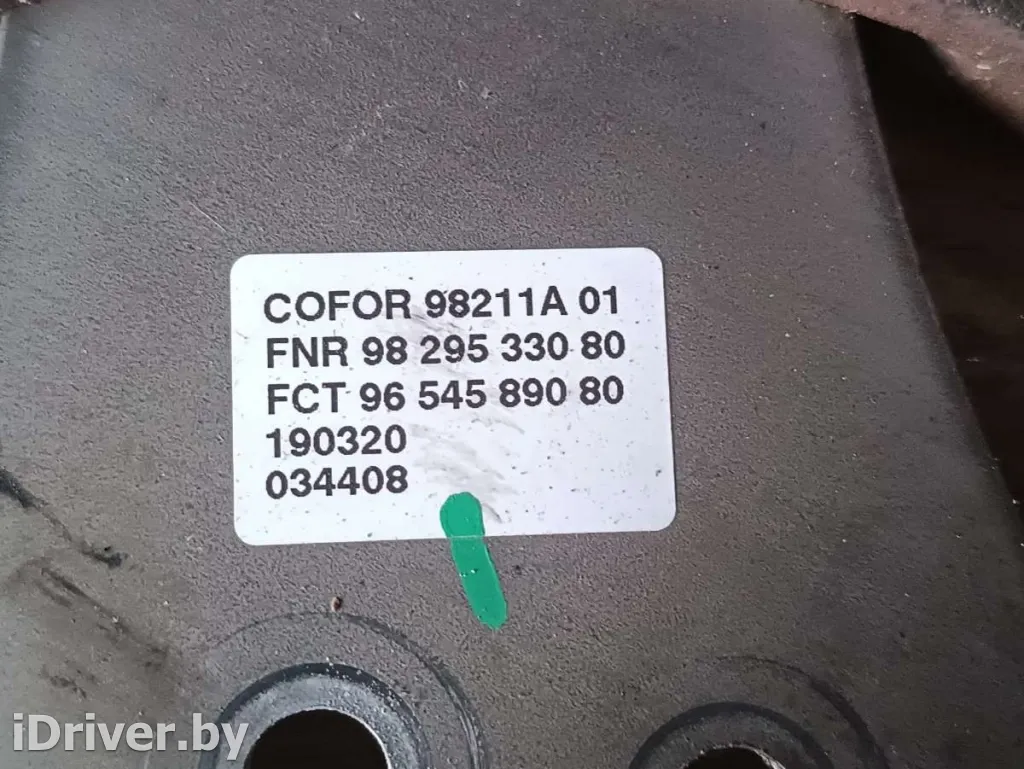 COFOR 98211A 01
FNR 98 295 330 80
FCT 96 545 890 80
190320
034408
iDriver.by